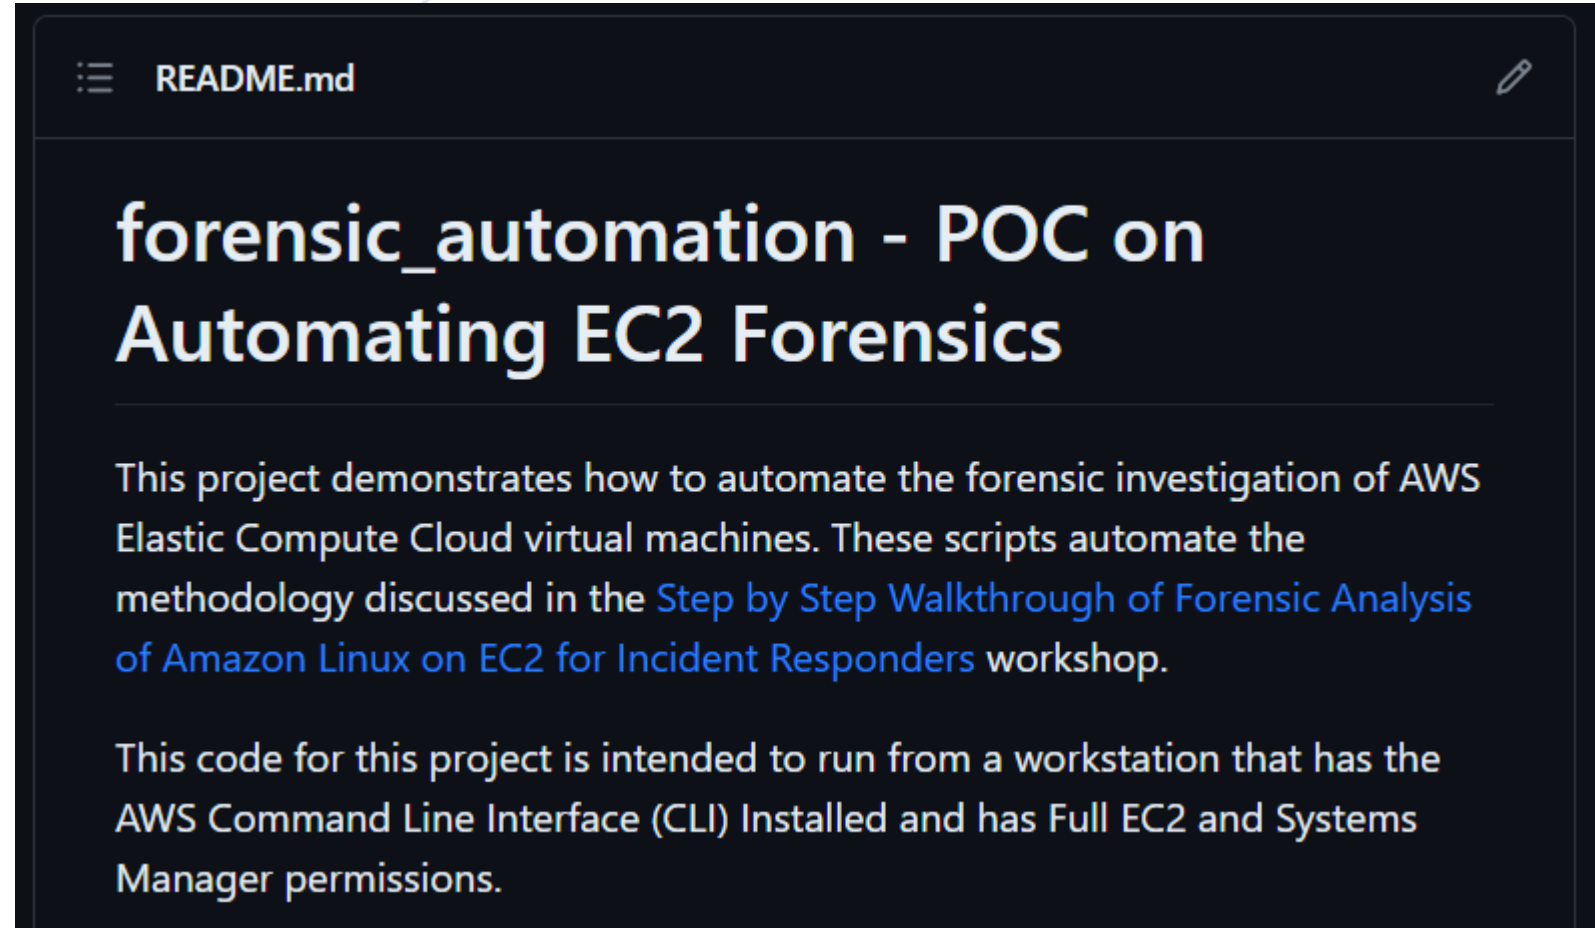 README.md
forensic_automation - POC on
Automating EC2 Forensics
This project demonstrates how to automate the forensic investigation of AWS
Elastic Compute Cloud virtual machines. These scripts automate the
methodology discussed in the Step by Step Walkthrough of Forensic Analysis
of Amazon Linux on EC2 for Incident Responders workshop.
This code for this project is intended to run from a workstation that has the
AWS Command Line Interface (CLI) Installed and has Full EC2 and Systems
Manager permissions.